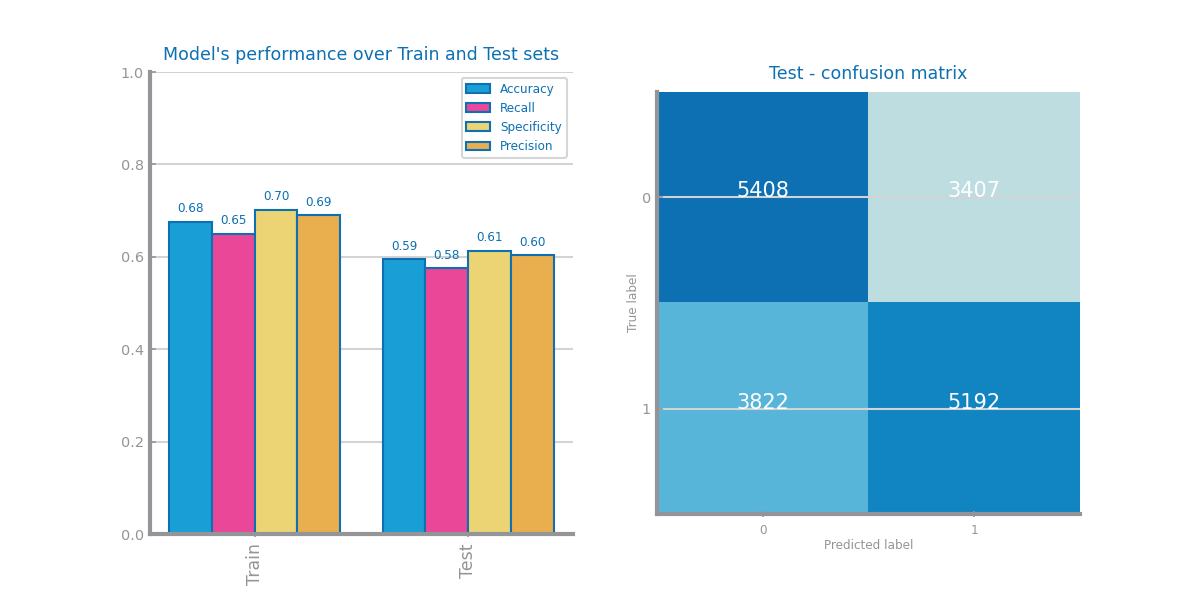 Model's performance over Train and Test sets
1.0
0.8
0.6
0.4
0.2
0.0
Accuracy
Recall
Specificity
Precision
0.68
0.65
0.70
0.69
0.59
0.58
0.61
0.60
Train
Test
Test - confusion matrix
True label
0
1
5408
3407
3822
5192
0
1
Predicted label